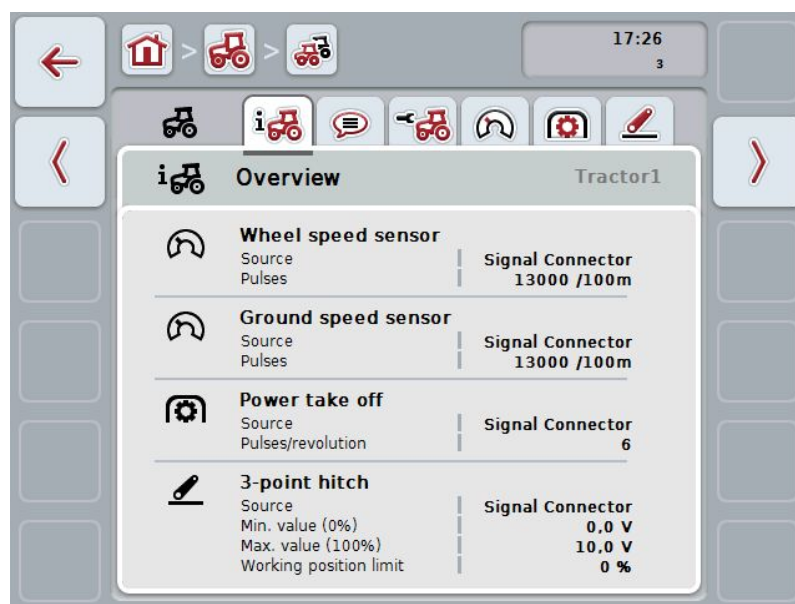 > >
17:26
3
i
i Overview Tractor1
Wheel speed sensor
Source Signal Connector
Pulses 13000 /100m
Ground speed sensor
Source Signal Connector
Pulses 13000 /100m
Power take off
Source Signal Connector
Pulses/revolution 6
3-point hitch
Source Signal Connector
Min. value (0%) 0,0 V
Max. value (100%) 10,0 V
Working position limit 0 %